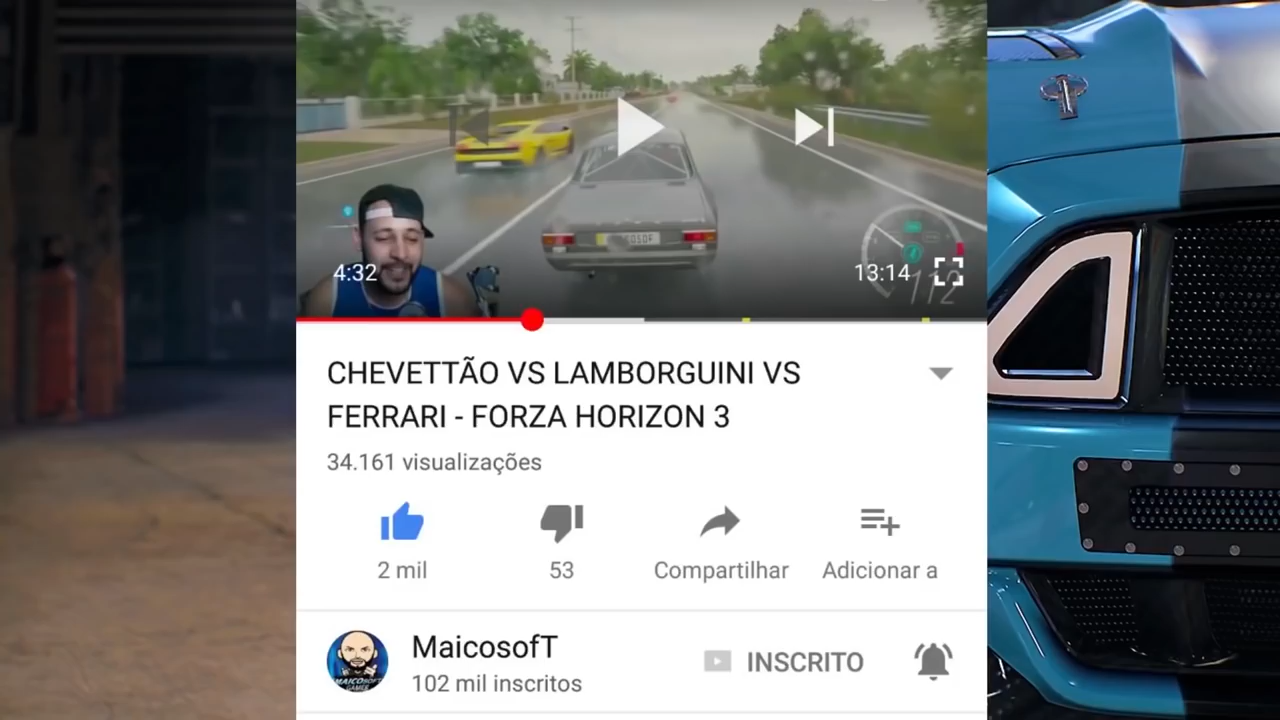 4:32
13:14
112
CHEVETTÃO VS LAMBORGUINI VS
FERRARI - FORZA HORIZON 3
34.161 visualizações
2 mil
53
Compartilhar
Adicionar a
MaicosofT
102 mil inscritos
INSCRITO